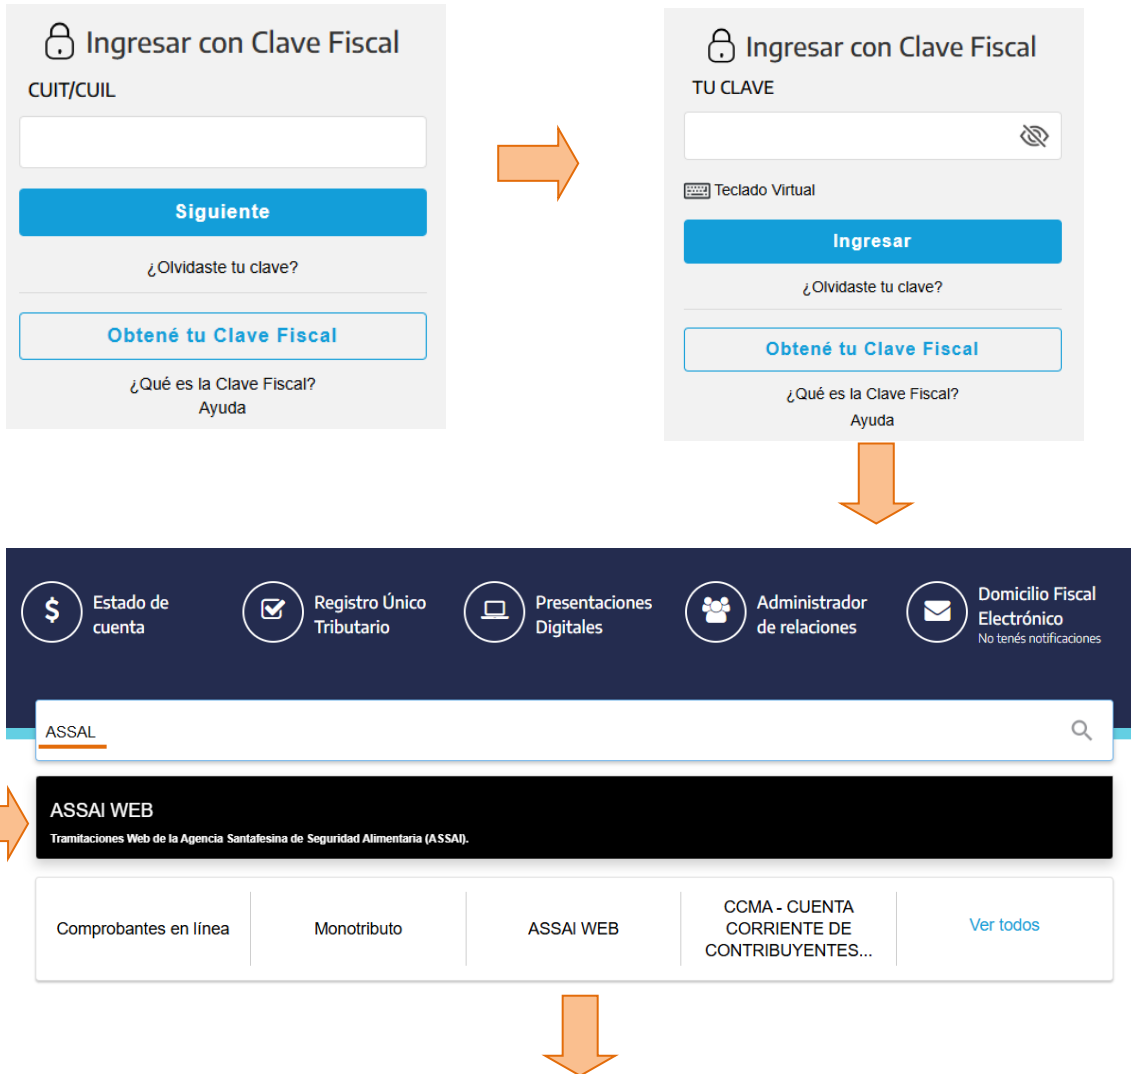 Ingresar con Clave Fiscal
CUIT/CUIL
Siguiente
¿Olvidaste tu clave?
Obtené tu Clave Fiscal
¿Qué es la Clave Fiscal?
Ayuda
Ingresar con Clave Fiscal
TU CLAVE
Teclado Virtual
Ingresar
¿Olvidaste tu clave?
Obtené tu Clave Fiscal
¿Qué es la Clave Fiscal?
Ayuda
Estado de
cuenta
Registro Único
Tributario
Presentaciones
Digitales
Administrador
de relaciones
Domicilio Fiscal
Electrónico
No tenés notificaciones
ASSAL
ASSAl WEB
Tramitaciones Web de la Agencia Santafesina de Seguridad Alimentaria (ASSAl).
Comprobantes en línea
Monotributo
ASSAl WEB
CCMA - CUENTA
CORRIENTE DE
CONTRIBUYENTES...
Ver todos